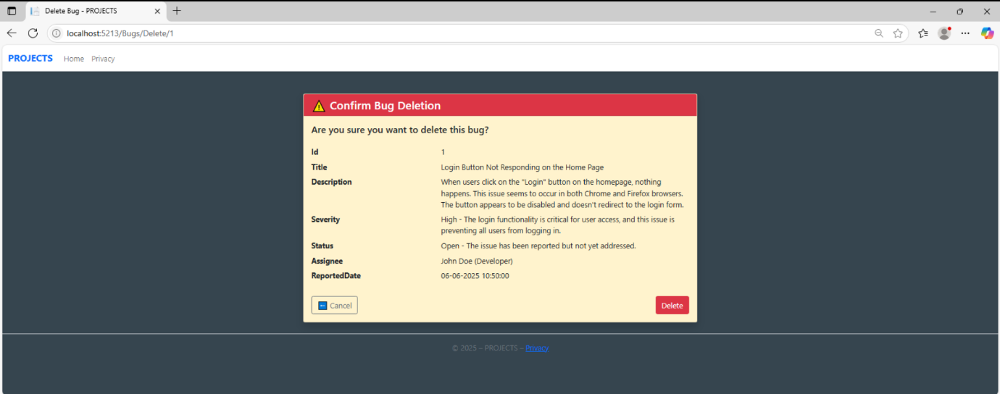 Delete Bug - PROJECTS
localhost:5213/Bugs/Delete/1
PROJECTS Home Privacy
Confirm Bug Deletion
Are you sure you want to delete this bug?
Id 1
Title Login Button Not Responding on the Home Page
Description When users click on the "Login" button on the homepage, nothing
happens. This issue seems to occur in both Chrome and Firefox browsers.
The button appears to be disabled and doesn't redirect to the login form.
Severity High - The login functionality is critical for user access, and this issue is
preventing all users from logging in.
Status Open - The issue has been reported but not yet addressed.
Assignee John Doe (Developer)
ReportedDate 06-06-2025 10:50:00
Cancel Delete
© 2025 – PROJECTS – Privacy